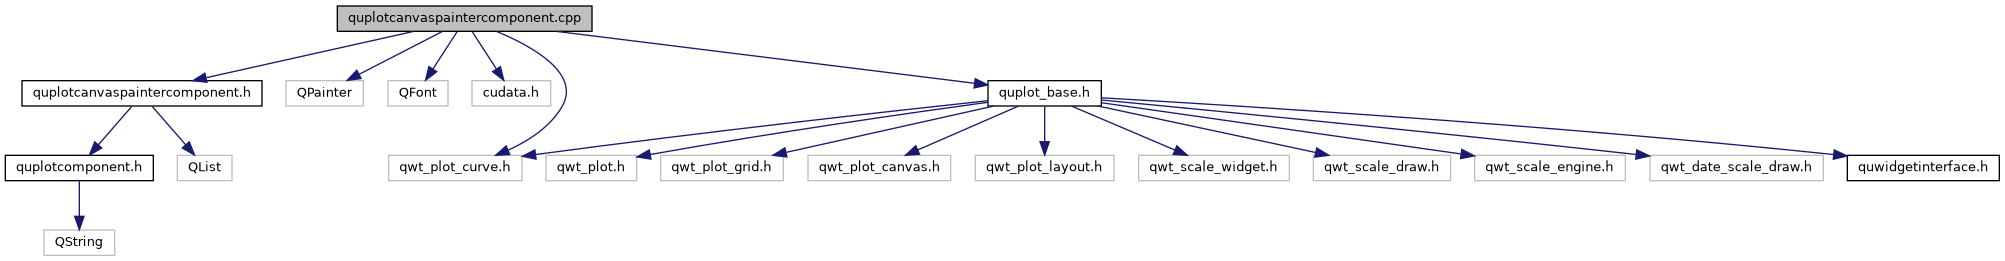 quplotcanvaspaintercomponent.cpp
quplotcanvaspaintercomponent.h
QPainter
QFont
cudata.h
quplot_base.h
quplotcomponent.h
QList
qwt_plot_curve.h
qwt_plot.h
qwt_plot_grid.h
qwt_plot_canvas.h
qwt_plot_layout.h
qwt_scale_widget.h
qwt_scale_draw.h
qwt_scale_engine.h
qwt_date_scale_draw.h
quwidgetinterface.h
QString